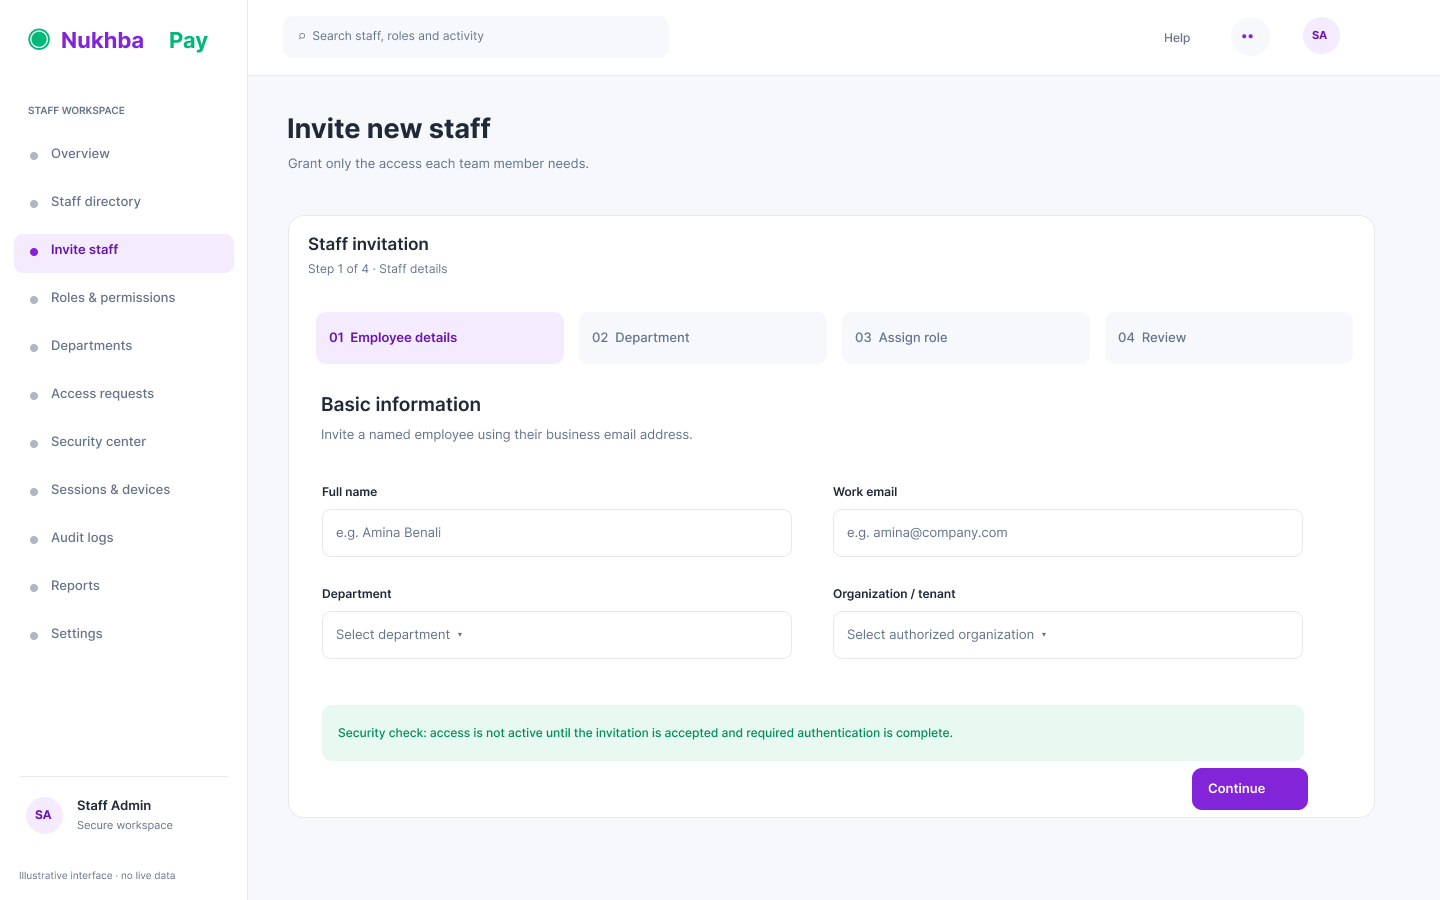 Nukhba Pay
STAFF WORKSPACE
Overview
Staff directory
Invite staff
Roles & permissions
Departments
Access requests
Security center
Sessions & devices
Audit logs
Reports
Settings
SA
Staff Admin
Secure workspace
Illustrative interface · no live data
Search staff, roles and activity
Help
SA
Invite new staff
Grant only the access each team member needs.
Staff invitation
Step 1 of 4 · Staff details
01 Employee details
02 Department
03 Assign role
04 Review
Basic information
Invite a named employee using their business email address.
Full name
e.g. Amina Benali
Work email
e.g. amina@company.com
Department
Select department
Organization / tenant
Select authorized organization
Security check: access is not active until the invitation is accepted and required authentication is complete.
Continue